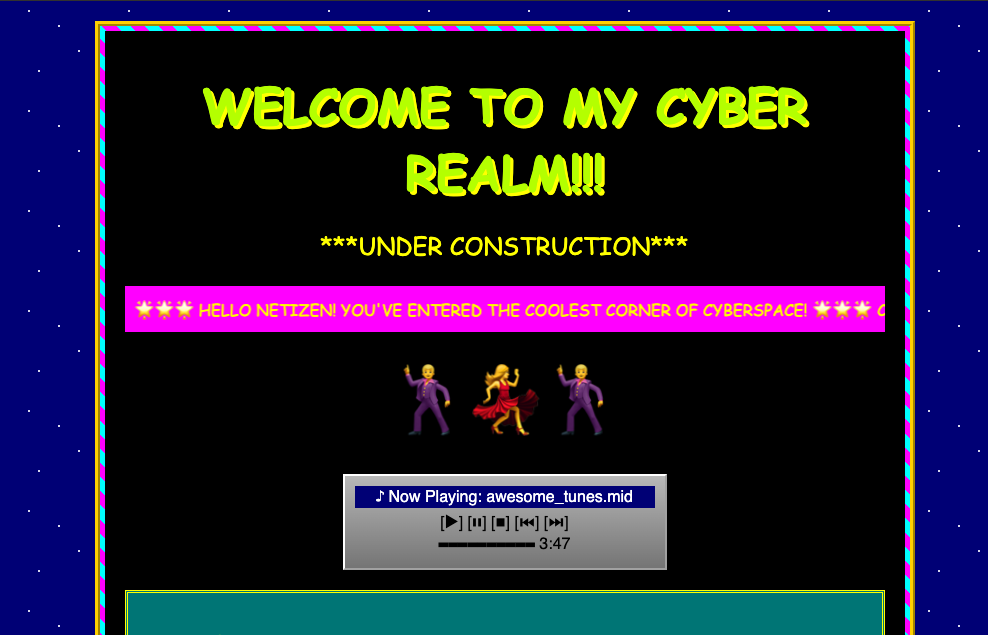 WELCOME TO MY CYBER
REALM!!!
***UNDER CONSTRUCTION***
🌟🌟🌟 HELLO NETIZEN! YOU'VE ENTERED THE COOLEST CORNER OF CYBERSPACE! 🌟🌟🌟
♪ Now Playing: awesome_tunes.mid
[▶] [⏸] [⏹] [⏮] [⏭]
▬▬▬▬▬▬▬▬▬▬ 3:47